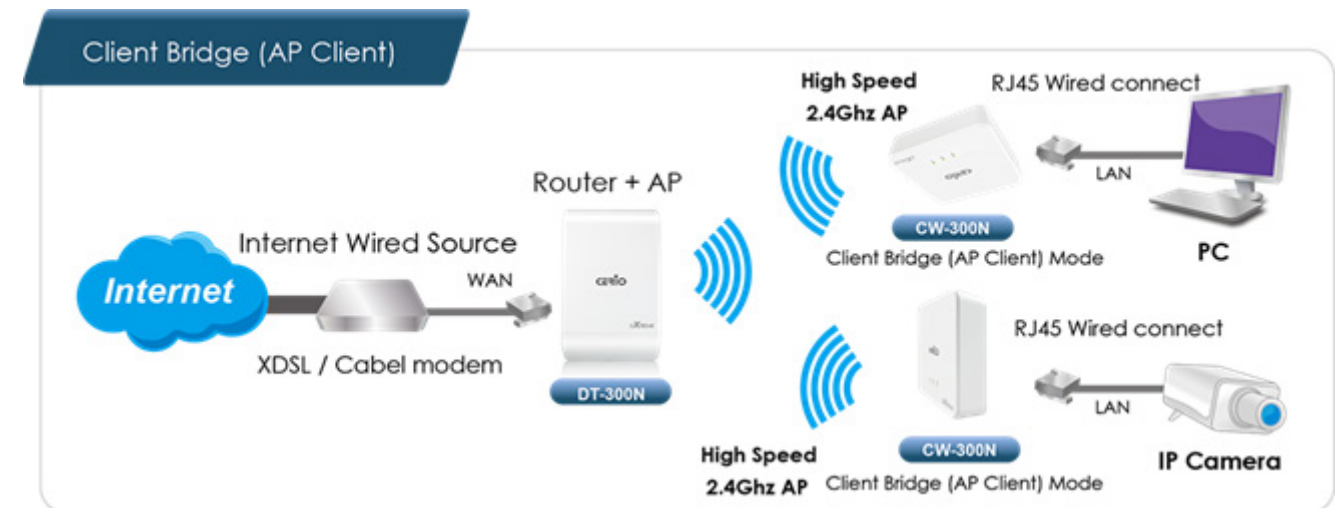 Client Bridge (AP Client)
High Speed
2.4Ghz AP
RJ45 Wired connect
LAN
CW-300N
Client Bridge (AP Client) Mode
PC
Router + AP
Internet Wired Source
Internet
WAN
XDSL / Cabel modem
cerio
DT-300N
RJ45 Wired connect
LAN
High Speed
2.4Ghz AP
CW-300N
Client Bridge (AP Client) Mode
IP Camera